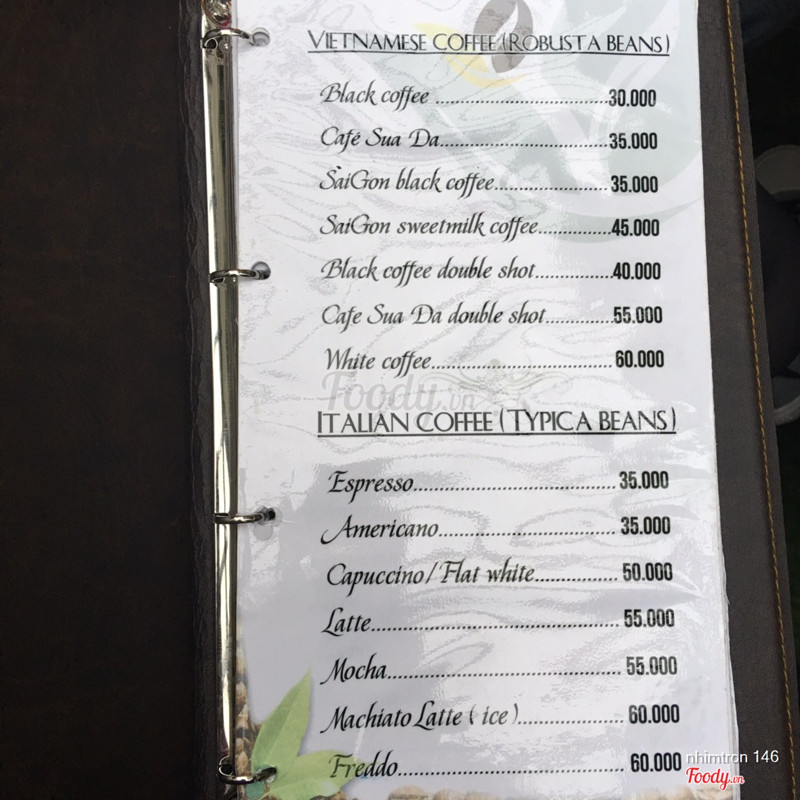 VIETNAMESE COFFEE (ROBUSTA BEANS)
Black coffee ..............................30.000
Café Sua Da..............................35.000
SaiGon black coffee....................35.000
SaiGon sweetmilk coffee.............45.000
Black coffee double shot..............40.000
Cafe Sua Da double shot.............55.000
White coffee................................60.000
Foody.vn
ITALIAN COFFEE (TYPICA BEANS)
Espresso....................................35.000
Americano................................35.000
Capuccino/Flat white................50.000
Latte...........................................55.000
Mocha.........................................55.000
Machiato Latte (ice)...................60.000
Freddo........................................60.000
nhimtron 146
Foody.vn